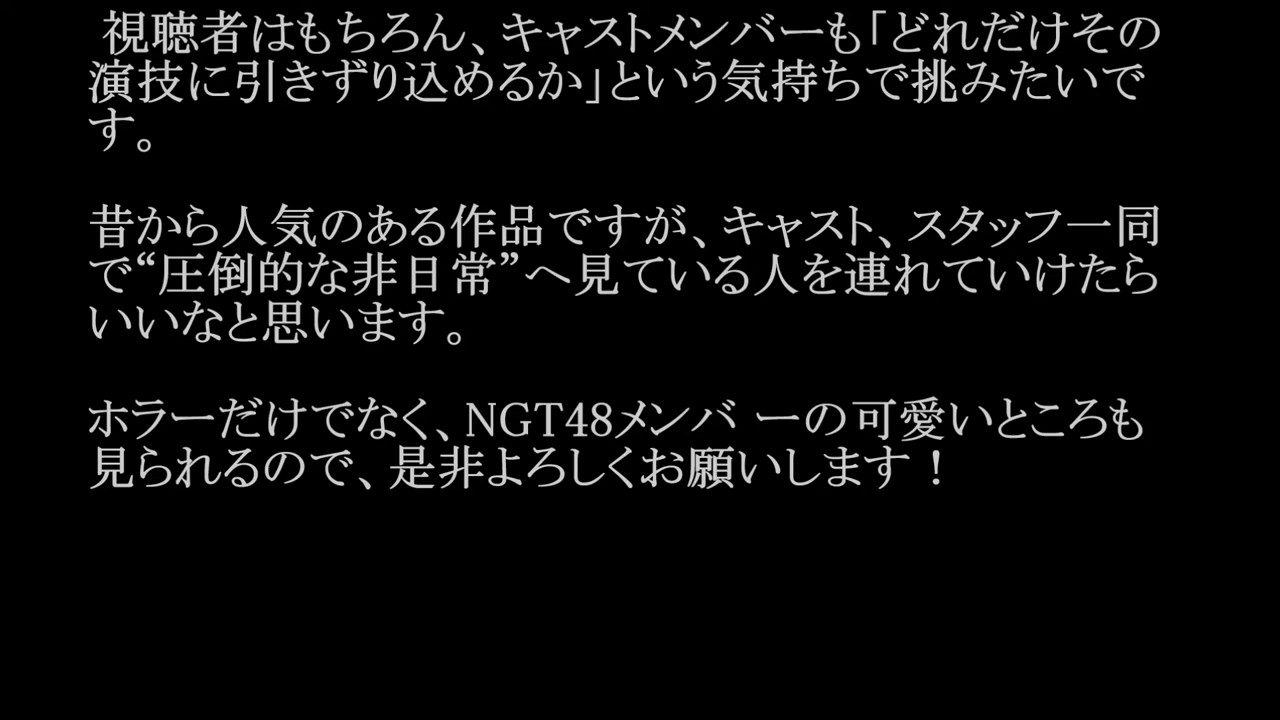 視聴者はもちろん、キャストメンバーも「どれだけその
演技に引きずり込めるか」という気持ちで挑みたいで
す。
昔から人気のある作品ですが、キャスト、スタッフ一同
で“圧倒的な非日常”へ見ている人を連れていけたら
いいなと思います。
ホラーだけでなく、NGT48メンバ ーの可愛いところも
見られるので、是非よろしくお願いします！